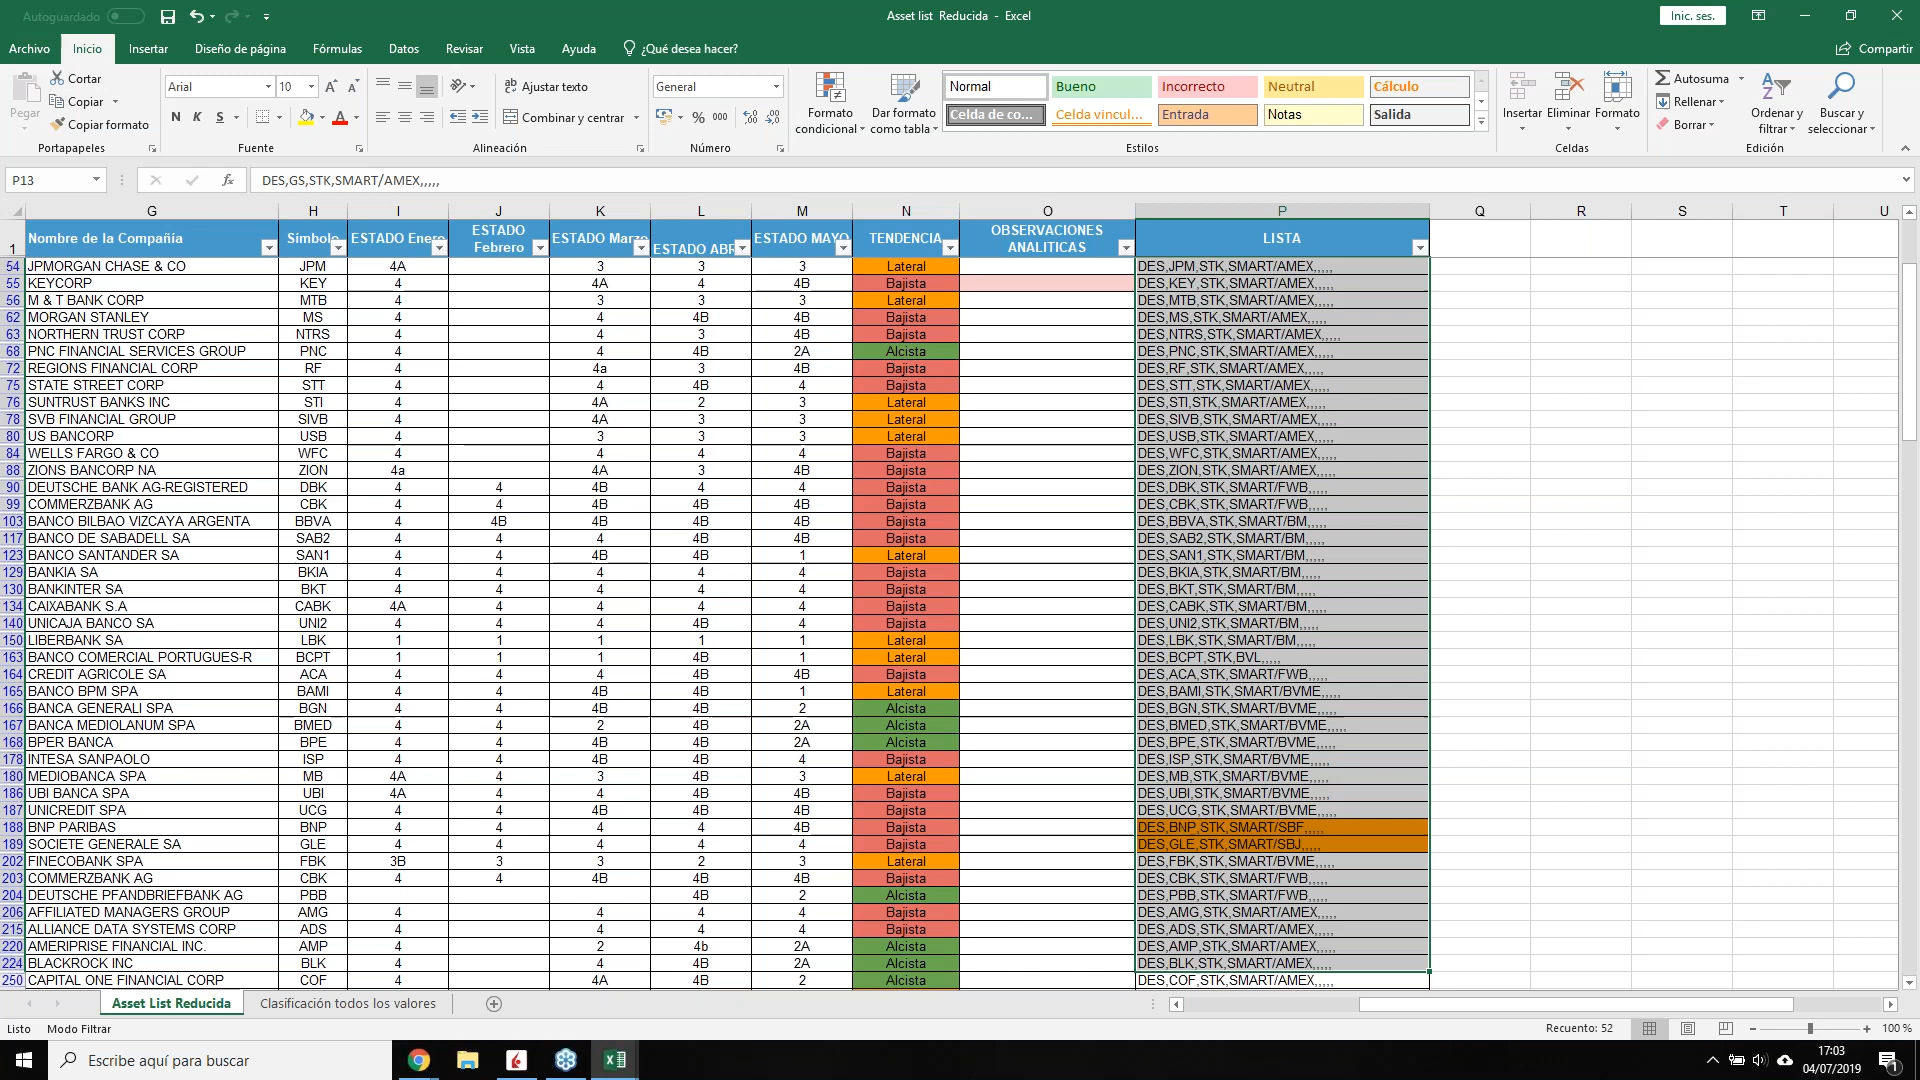 Autoguardado
Asset list Reducida - Excel
Inic. ses.
Archivo Inicio Insertar Diseño de página Fórmulas Datos Revisar Vista Ayuda ¿Qué desea hacer? Compartir
Pegar
Cortar
Copiar
Copiar formato
Portapapeles
Arial 10
N K S
Fuente
Ajustar texto
Combinar y centrar
Alineación
General
% 000
Número
Formato condicional
Dar formato como tabla
Normal Bueno Incorrecto Neutral Cálculo
Celda de co... Celda vincul... Entrada Notas Salida
Estilos
Insertar Eliminar Formato
Celdas
Autosuma
Rellenar
Borrar
Ordenar y filtrar
Buscar y seleccionar
Edición
P13 fx DES,GS,STK,SMART/AMEX,,,,,
G H I J K L M N O P Q R S T U
1 Nombre de la Compañía Símbolo ESTADO Enero ESTADO Febrero ESTADO Marzo ESTADO ABR ESTADO MAYO TENDENCIA OBSERVACIONES ANALITICAS LISTA
54 JPMORGAN CHASE & CO JPM 4A 3 3 3 Lateral DES,JPM,STK,SMART/AMEX,,,,,
55 KEYCORP KEY 4 4A 4 4B Bajista DES,KEY,STK,SMART/AMEX,,,,,
56 M & T BANK CORP MTB 4 3 3 3 Lateral DES,MTB,STK,SMART/AMEX,,,,,
62 MORGAN STANLEY MS 4 4 4B 4B Bajista DES,MS,STK,SMART/AMEX,,,,,
63 NORTHERN TRUST CORP NTRS 4 4 3 4B Bajista DES,NTRS,STK,SMART/AMEX,,,,,
68 PNC FINANCIAL SERVICES GROUP PNC 4 4 4B 2A Alcista DES,PNC,STK,SMART/AMEX,,,,,
72 REGIONS FINANCIAL CORP RF 4 4a 3 4B Bajista DES,RF,STK,SMART/AMEX,,,,,
75 STATE STREET CORP STT 4 4 4B 4 Bajista DES,STT,STK,SMART/AMEX,,,,,
76 SUNTRUST BANKS INC STI 4 4A 2 3 Lateral DES,STI,STK,SMART/AMEX,,,,,
78 SVB FINANCIAL GROUP SIVB 4 4A 3 3 Lateral DES,SIVB,STK,SMART/AMEX,,,,,
80 US BANCORP USB 4 3 3 3 Lateral DES,USB,STK,SMART/AMEX,,,,,
84 WELLS FARGO & CO WFC 4 4 4 4 Bajista DES,WFC,STK,SMART/AMEX,,,,,
88 ZIONS BANCORP NA ZION 4a 4A 3 4B Bajista DES,ZION,STK,SMART/AMEX,,,,,
90 DEUTSCHE BANK AG-REGISTERED DBK 4 4 4B 4 4 Bajista DES,DBK,STK,SMART/FWB,,,,,
99 COMMERZBANK AG CBK 4 4 4B 4B 4 Bajista DES,CBK,STK,SMART/FWB,,,,,
103 BANCO BILBAO VIZCAYA ARGENTA BBVA 4 4B 4B 4B 4B Bajista DES,BBVA,STK,SMART/BM,,,,,
117 BANCO DE SABADELL SA SAB2 4 4 4 4B 4B Bajista DES,SAB2,STK,SMART/BM,,,,,
123 BANCO SANTANDER SA SAN1 4 4 4B 4B 1 Lateral DES,SAN1,STK,SMART/BM,,,,,
129 BANKIA SA BKIA 4 4 4 4 4 Bajista DES,BKIA,STK,SMART/BM,,,,,
130 BANKINTER SA BKT 4 4 4 4 4 Bajista DES,BKT,STK,SMART/BM,,,,,
134 CAIXABANK S.A CABK 4A 4 4 4 4 Bajista DES,CABK,STK,SMART/BM,,,,,
140 UNICAJA BANCO SA UNI2 4 4 4 4B 4 Bajista DES,UNI2,STK,SMART/BM,,,,,
150 LIBERBANK SA LBK 1 1 1 1 1 Lateral DES,LBK,STK,SMART/BM,,,,,
163 BANCO COMERCIAL PORTUGUES-R BCPT 1 1 1 4B 1 Lateral DES,BCPT,STK,BVL,,,,,
164 CREDIT AGRICOLE SA ACA 4 4 4 4B 4B Bajista DES,ACA,STK,SMART/FWB,,,,,
165 BANCO BPM SPA BAMI 4 4 4B 4B 1 Lateral DES,BAMI,STK,SMART/BVME,,,,,
166 BANCA GENERALI SPA BGN 4 4 4B 4B 2 Alcista DES,BGN,STK,SMART/BVME,,,,,
167 BANCA MEDIOLANUM SPA BMED 4 4 2 4B 2A Alcista DES,BMED,STK,SMART/BVME,,,,,
168 BPER BANCA BPE 4 4 4B 4B 2A Alcista DES,BPE,STK,SMART/BVME,,,,,
178 INTESA SANPAOLO ISP 4 4 4B 4B 4 Bajista DES,ISP,STK,SMART/BVME,,,,,
180 MEDIOBANCA SPA MB 4A 4 3 4B 3 Lateral DES,MB,STK,SMART/BVME,,,,,
186 UBI BANCA SPA UBI 4A 4 4 4B 4 Bajista DES,UBI,STK,SMART/BVME,,,,,
187 UNICREDIT SPA UCG 4 4 4B 4B 4B Bajista DES,UCG,STK,SMART/BVME,,,,,
188 BNP PARIBAS BNP 4 4 4 4 4B Bajista DES,BNP,STK,SMART/SBF,,,,,
189 SOCIETE GENERALE SA GLE 4 4 4 4 4 Bajista DES,GLE,STK,SMART/SBJ,,,,,
202 FINECOBANK SPA FBK 3B 3 3 2 3 Lateral DES,FBK,STK,SMART/BVME,,,,,
203 COMMERZBANK AG CBK 4 4 4B 4B 4B Bajista DES,CBK,STK,SMART/FWB,,,,,
204 DEUTSCHE PFANDBRIEFBANK AG PBB 4B 2 Alcista DES,PBB,STK,SMART/FWB,,,,,
206 AFFILIATED MANAGERS GROUP AMG 4 4 4 4 Bajista DES,AMG,STK,SMART/AMEX,,,,,
215 ALLIANCE DATA SYSTEMS CORP ADS 4 4 4 4 Bajista DES,ADS,STK,SMART/AMEX,,,,,
220 AMERIPRISE FINANCIAL INC. AMP 4 2 4b 2A Alcista DES,AMP,STK,SMART/AMEX,,,,,
224 BLACKROCK INC BLK 4 4 4B 2A Alcista DES,BLK,STK,SMART/AMEX,,,,,
250 CAPITAL ONE FINANCIAL CORP COF 4 4A 4B 2 Alcista DES,COF,STK,SMART/AMEX,,,,,
Asset List Reducida Clasificación todos los valores
Listo Modo Filtrar Recuento: 52 100 %
Escribe aquí para buscar
17:03
04/07/2019
1